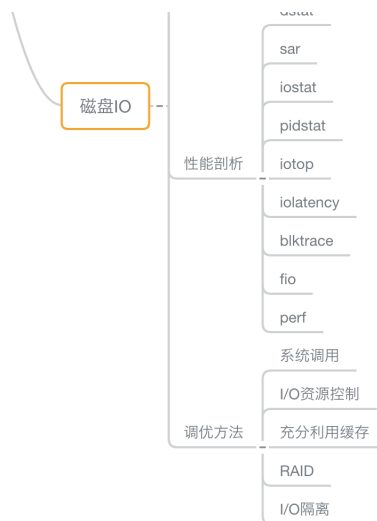 dstat
sar
磁盘IO
iostat
pidstat
性能剖析
iotop
iolatency
blktrace
fio
perf
系统调用
I/O资源控制
调优方法
充分利用缓存
RAID
I/O隔离